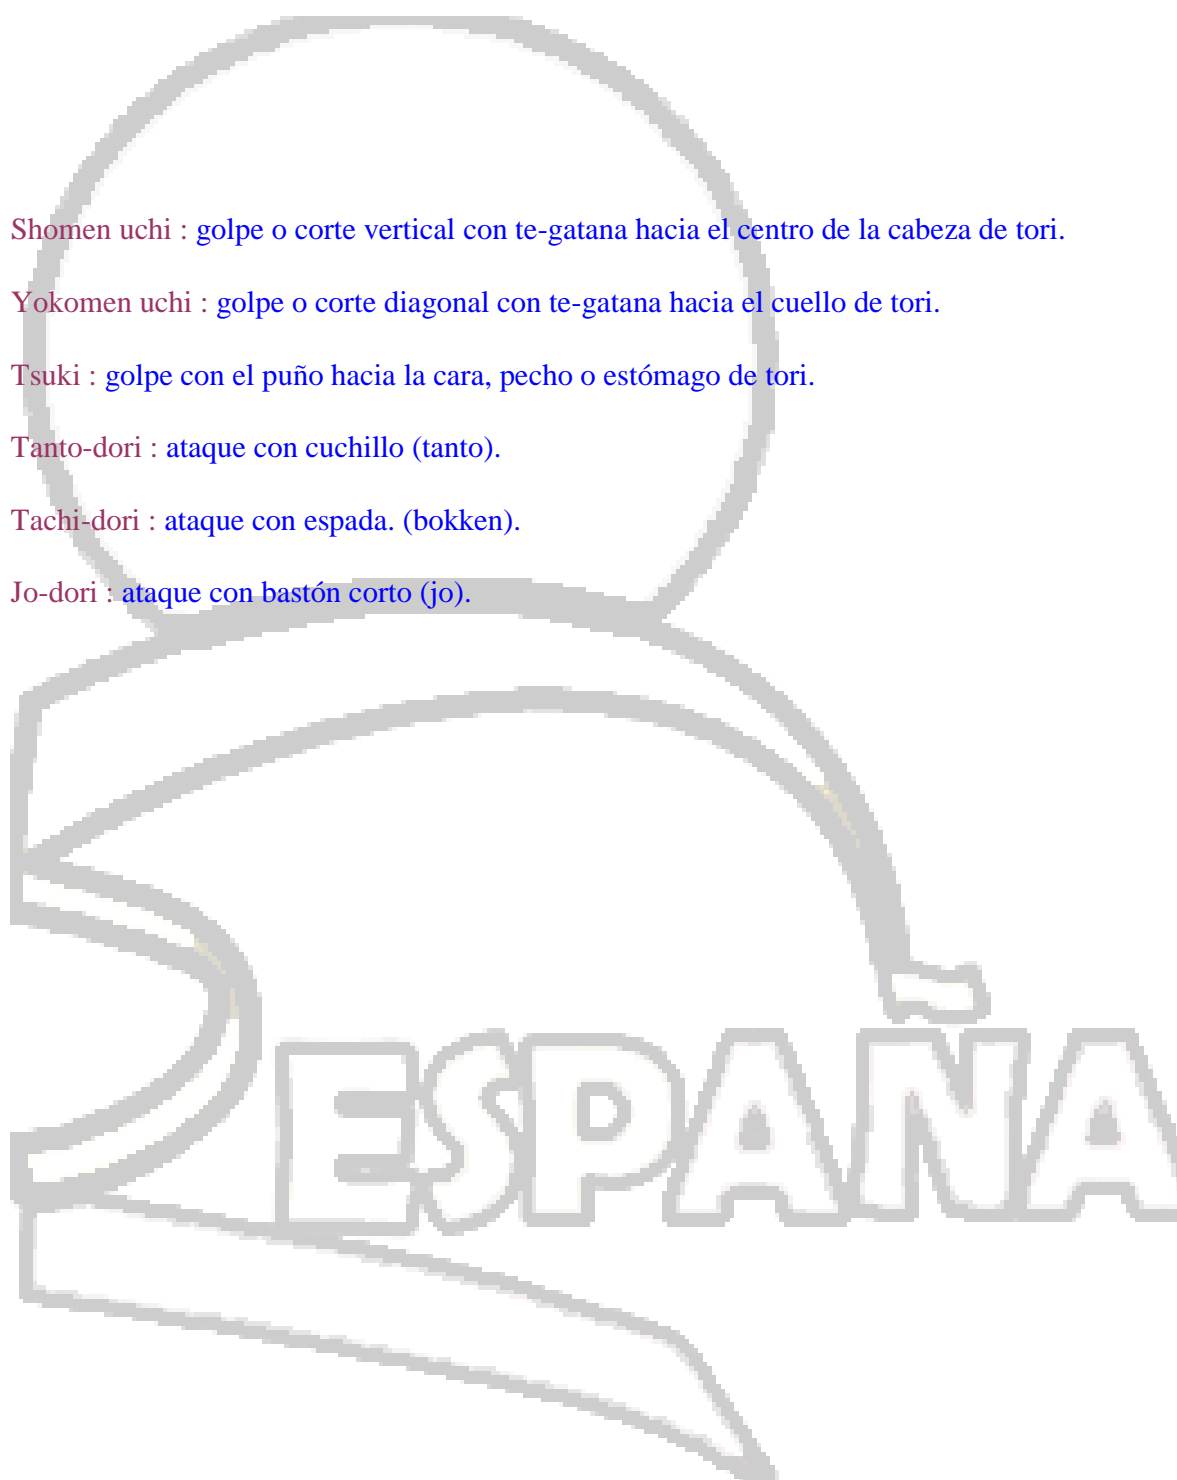 Shomen uchi : golpe o corte vertical con te-gatana hacia el centro de la cabeza de tori.
Yokomen uchi : golpe o corte diagonal con te-gatana hacia el cuello de tori.
Tsuki : golpe con el puño hacia la cara, pecho o estómago de tori.
Tanto-dori : ataque con cuchillo (tanto).
Tachi-dori : ataque con espada. (bokken).
Jo-dori : ataque con bastón corto (jo).
ESPAÑA